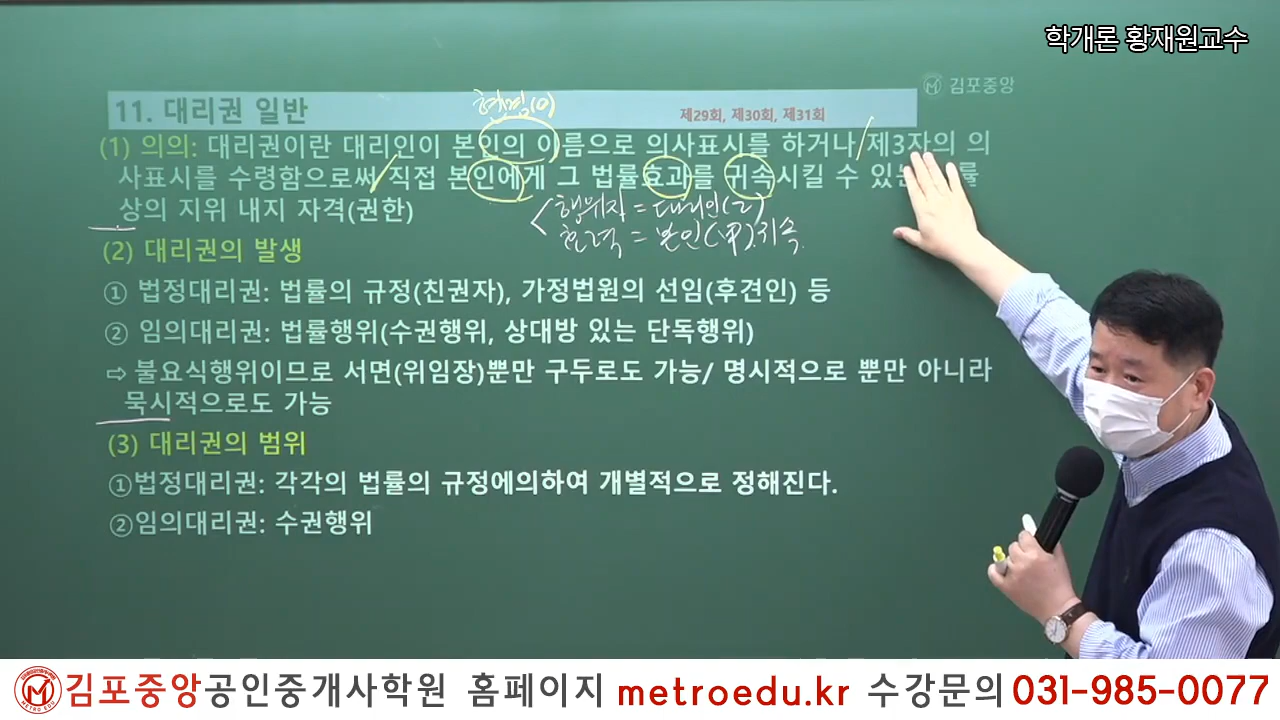 학개론 황재원교수
김포중앙
현명(0)
11. 대리권 일반
제29회, 제30회, 제31회
(1) 의의: 대리권이란 대리인이 본인의 이름으로 의사표시를 하거나 제3자의 의
사표시를 수령함으로써 직접 본인에게 그 법률효과를 귀속시킬 수 있는 률
상의 지위 내지 자격(권한)
행위자 = 대리인(乙)
효력 = 본인(甲)귀속.
(2) 대리권의 발생
① 법정대리권: 법률의 규정(친권자), 가정법원의 선임(후견인) 등
② 임의대리권: 법률행위(수권행위, 상대방 있는 단독행위)
⇨ 불요식행위이므로 서면(위임장)뿐만 구두로도 가능/ 명시적으로 뿐만 아니라
묵시적으로도 가능
(3) 대리권의 범위
①법정대리권: 각각의 법률의 규정에의하여 개별적으로 정해진다.
②임의대리권: 수권행위
METRO EDU
김포중앙공인중개사학원 홈페이지 metroedu.kr 수강문의 031-985-0077